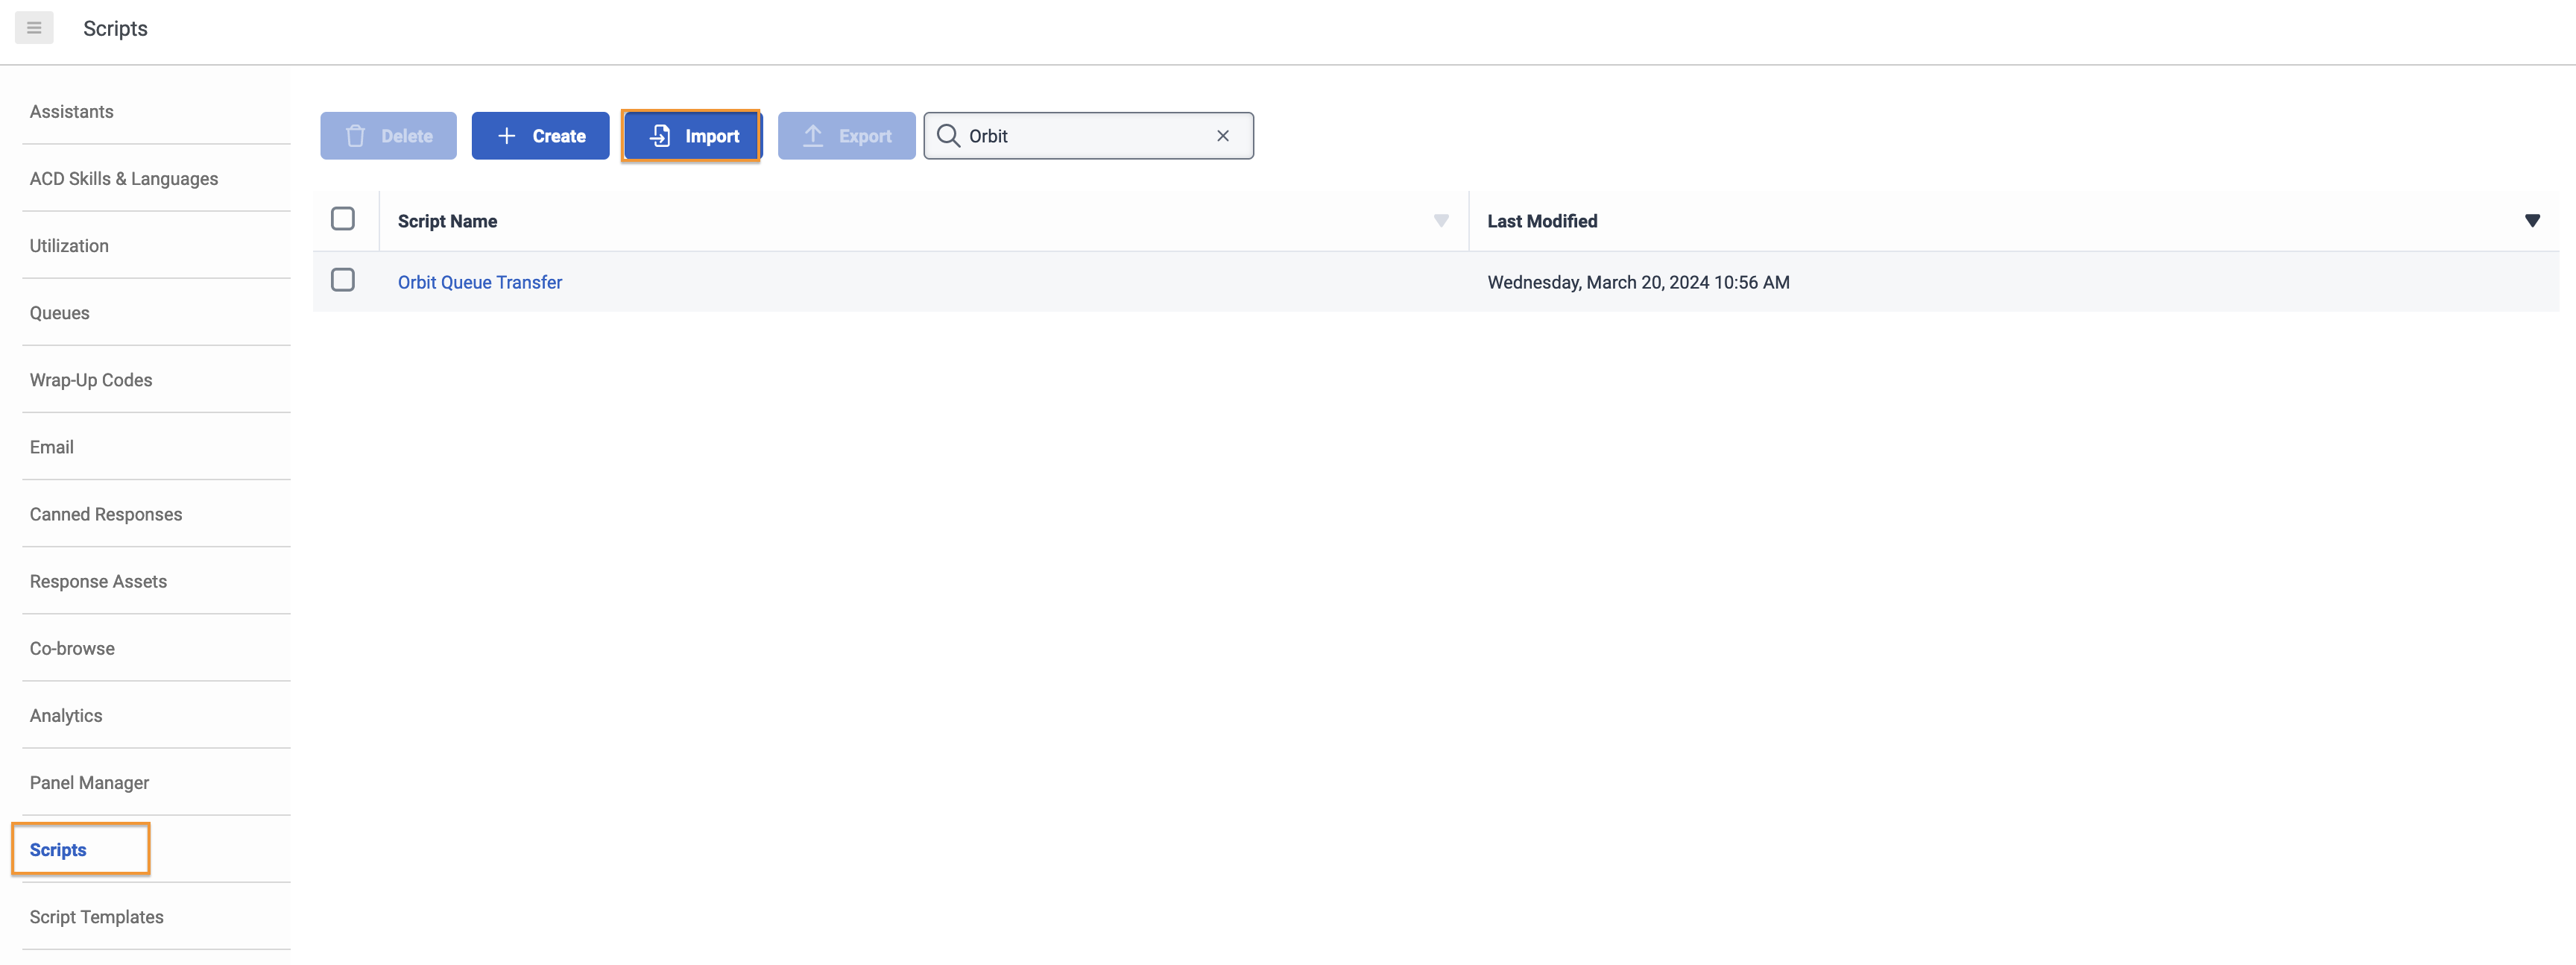 Scripts
Assistants
ACD Skills & Languages
Utilization
Queues
Wrap-Up Codes
Email
Canned Responses
Response Assets
Co-browse
Analytics
Panel Manager
Scripts
Script Templates
Delete
Create
Import
Export
Orbit
Script Name
Last Modified
Orbit Queue Transfer
Wednesday, March 20, 2024 10:56 AM